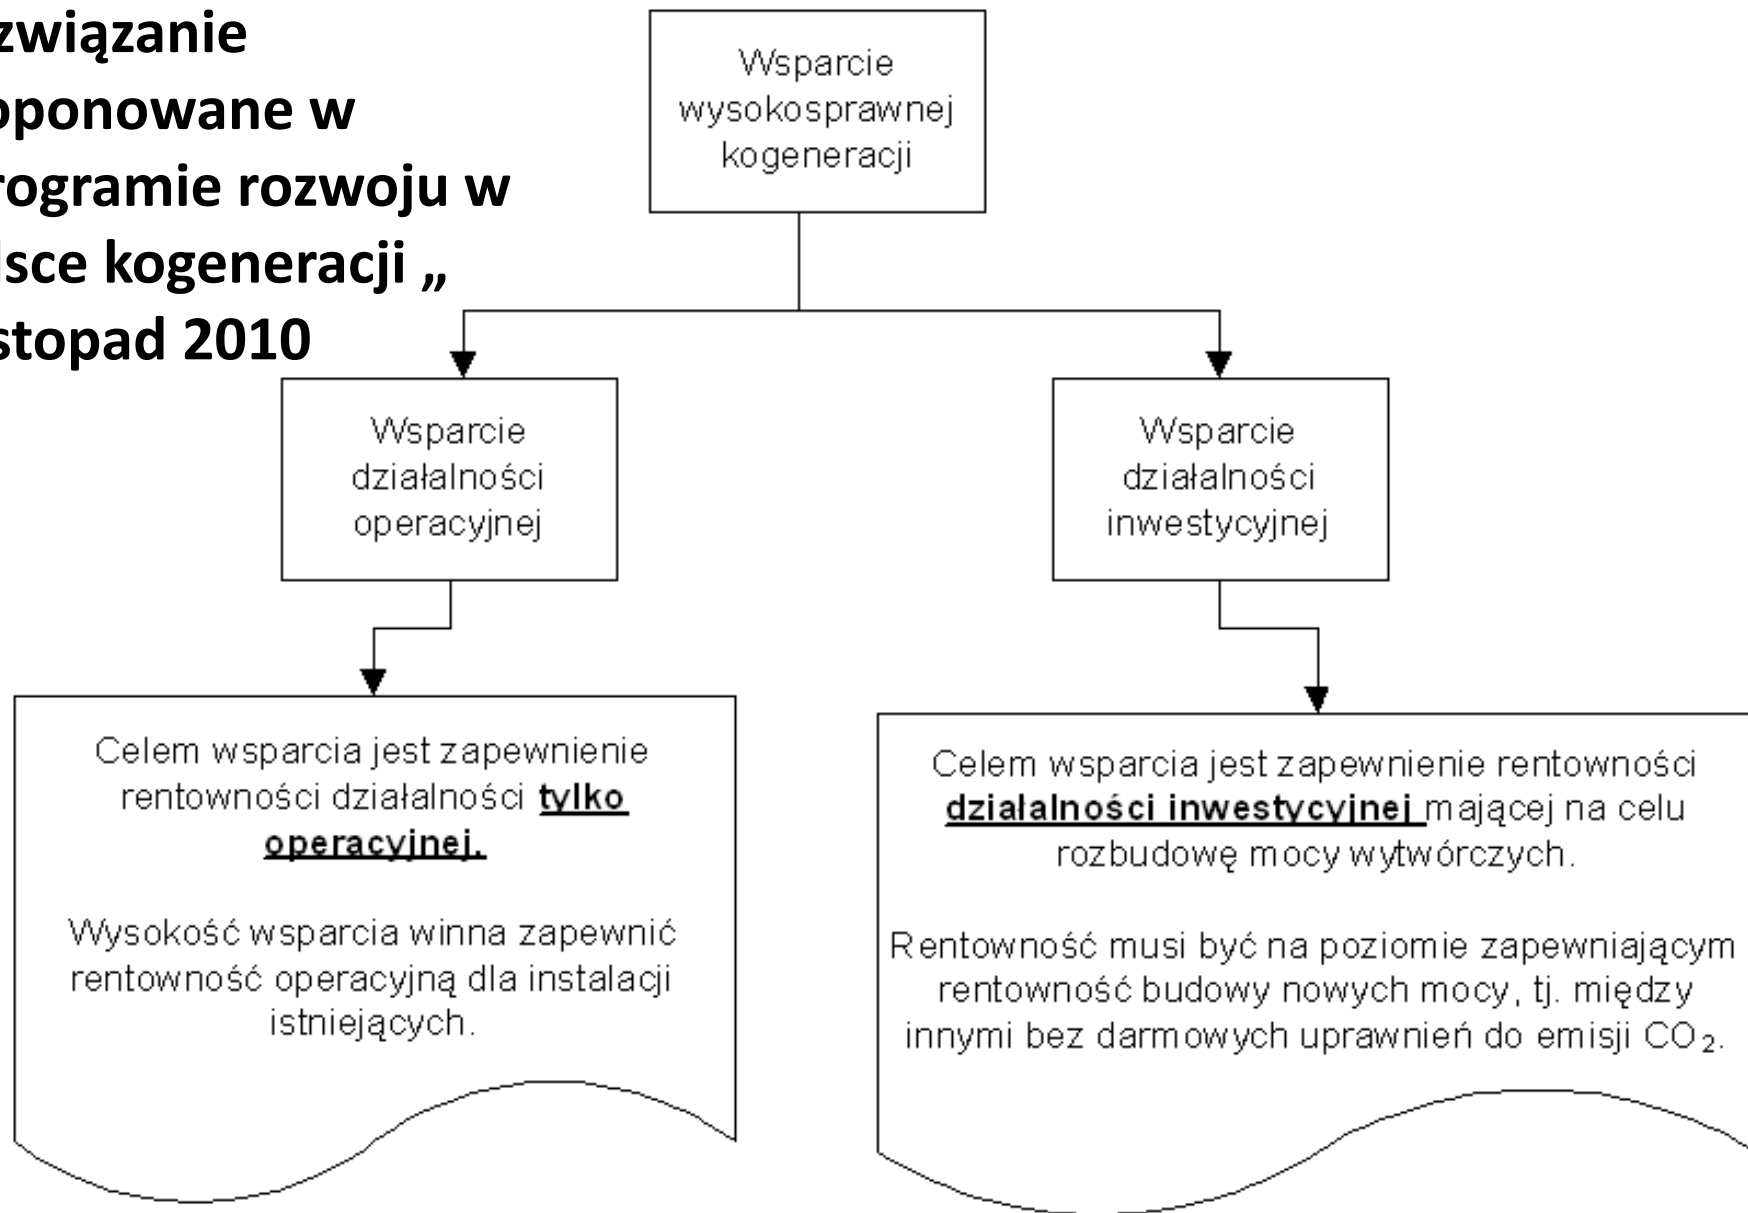 związanie
oponowane w
rogramie rozwoju w
lsce kogeneracji „
istopad 2010
Wsparcie
wysokosprawnej
kogeneracji
Wsparcie
działalności
operacyjnej
Wsparcie
działalności
inwestycyjnej
Celem wsparcia jest zapewnienie
rentowności działalności tylko
operacyjnej.
Wysokość wsparcia winna zapewnić
rentowność operacyjną dla instalacji
istniejących.
Celem wsparcia jest zapewnienie rentowności
działalności inwestycyjnej mającej na celu
rozbudowę mocy wytwórczych.
Rentowność musi być na poziomie zapewniającym
rentowność budowy nowych mocy, tj. między
innymi bez darmowych uprawnień do emisji CO₂.